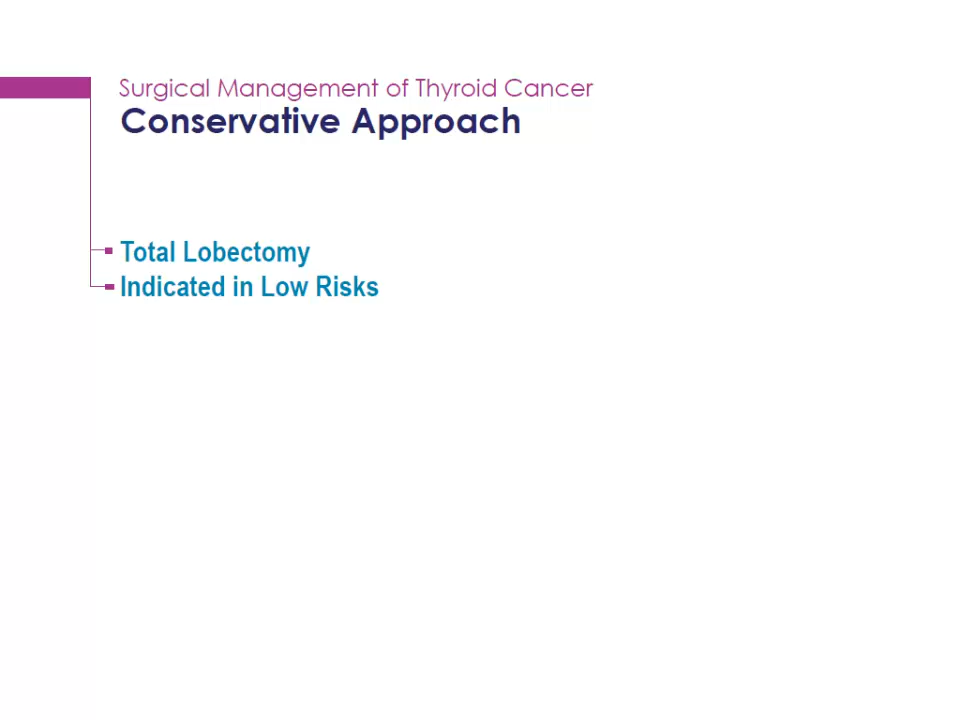 Surgical Management of Thyroid Cancer
Conservative Approach
Total Lobectomy
Indicated in Low Risks